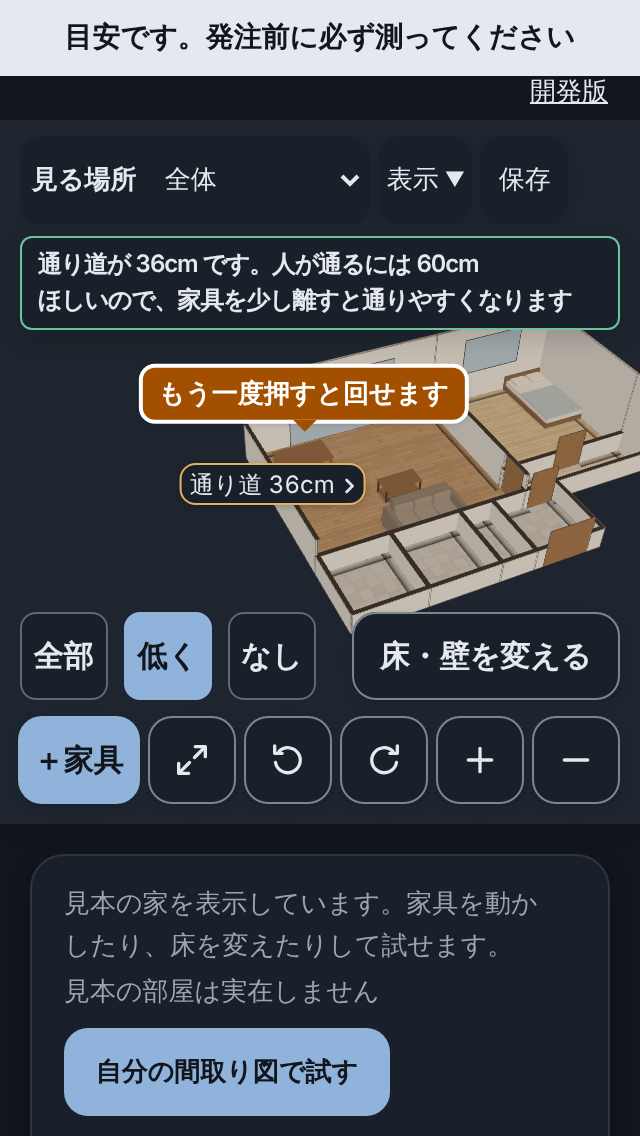 目安です。発注前に必ず測ってください
開発版
見る場所 全体 表示▼ 保存
通り道が 36cm です。人が通るには 60cm
ほしいので、家具を少し離すと通りやすくなります
もう一度押すと回せます
通り道 36cm
全部 低く なし 床・壁を変える
＋家具
見本の家を表示しています。家具を動か
したり、床を変えたりして試せます。
見本の部屋は実在しません
自分の間取り図で試す